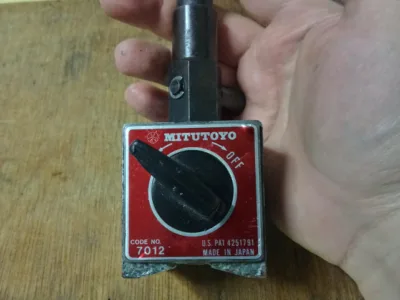 MITUTOYO
OFF
CODE NO.
7012
U.S. PAT 4251791
MADE IN JAPAN